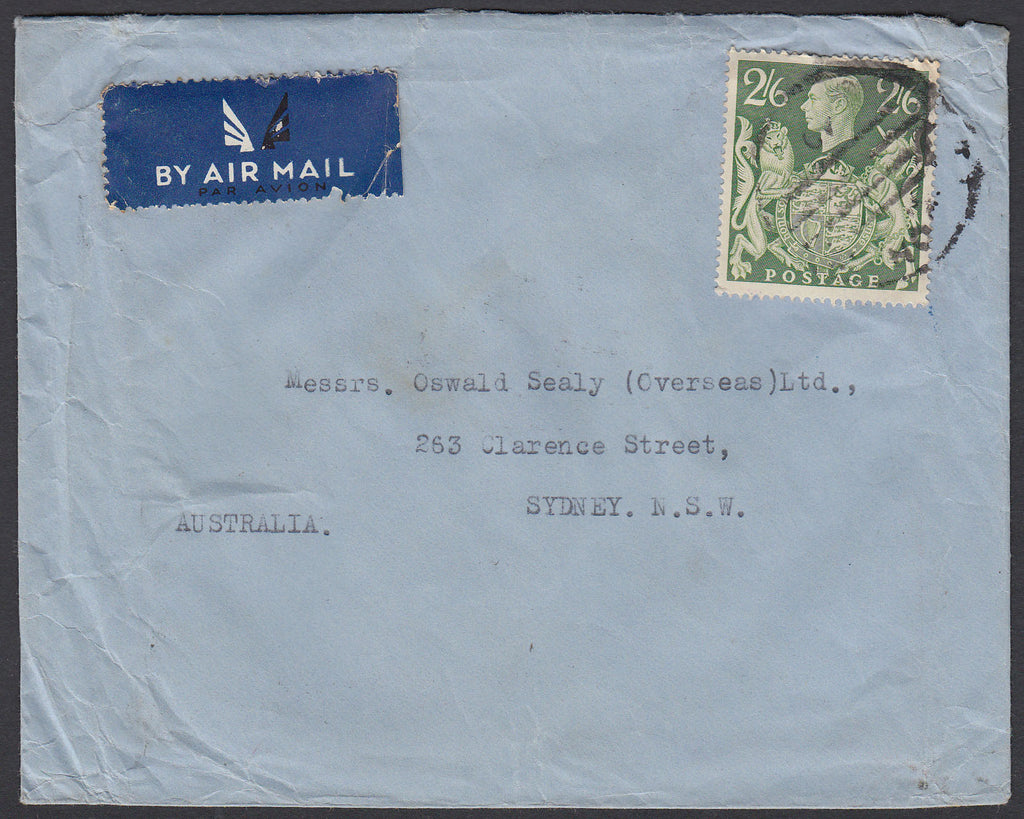 BY AIR MAIL
PAR AVION
2/6 2/6
POSTAGE
Messrs. Oswald Sealy (Overseas)Ltd.,
263 Clarence Street,
SYDNEY. N.S.W.
AUSTRALIA.